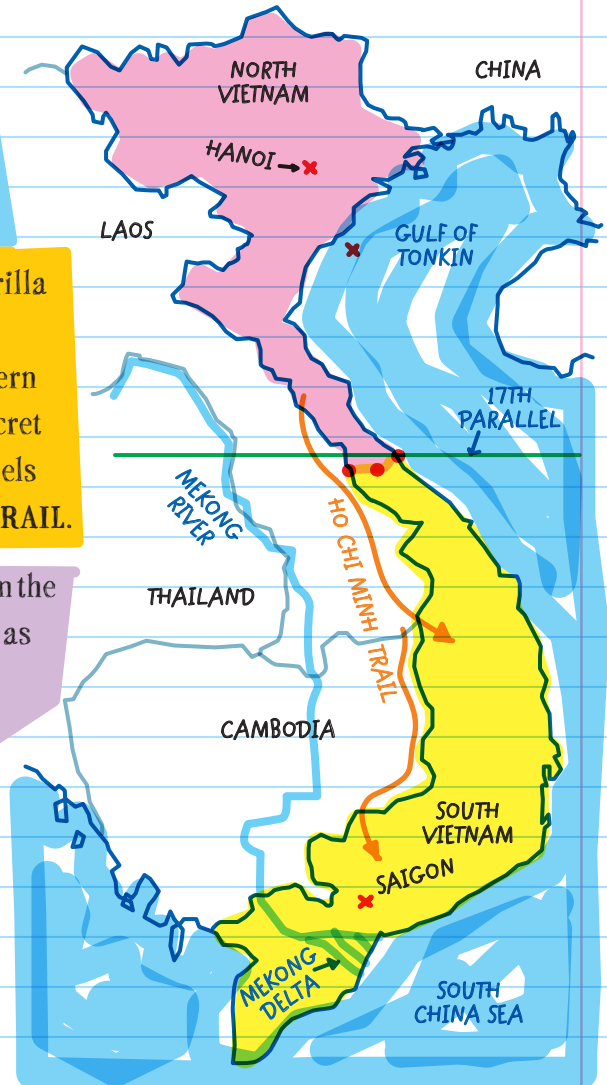 NORTH
VIETNAM
CHINA
HANOI
LAOS
GULF OF
TONKIN
rilla
ern
cret
els
RAIL.
n the
as
17TH
PARALLEL
MEKONG
RIVER
HO CHI MINH TRAIL
THAILAND
CAMBODIA
SOUTH
VIETNAM
SAIGON
MEKONG
DELTA
SOUTH
CHINA SEA